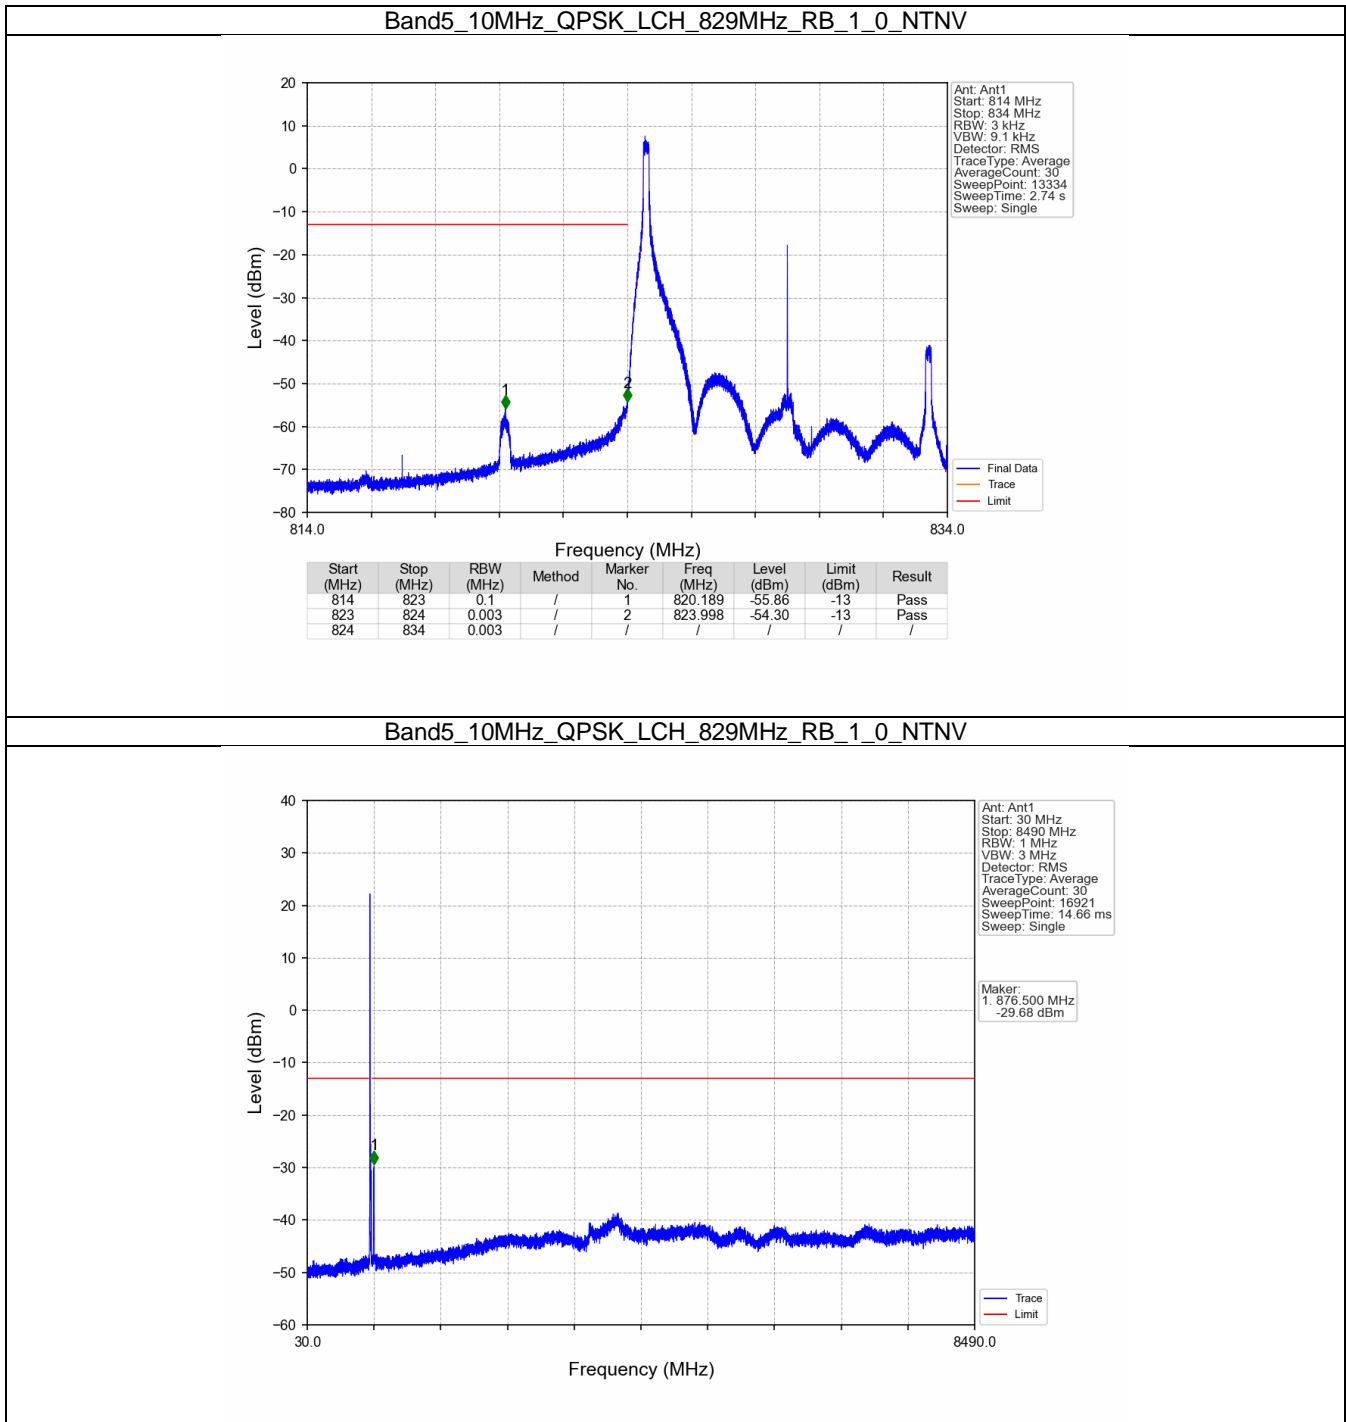 Band5_10MHz_QPSK_LCH_829MHz_RB_1_0_NTNV
20
10
0
−10
−20
−30
−40
−50
−60
−70
−80
Level (dBm)
1
2
814.0
834.0
Frequency (MHz)
Ant: Ant1
Start: 814 MHz
Stop: 834 MHz
RBW: 3 kHz
VBW: 9.1 kHz
Detector: RMS
TraceType: Average
AverageCount: 30
SweepPoint: 13334
SweepTime: 2.74 s
Sweep: Single
Final Data
Trace
Limit
Start (MHz) Stop (MHz) RBW (MHz) Method Marker No. Freq (MHz) Level (dBm) Limit (dBm) Result
814 823 0.1 / 1 820.189 -55.86 -13 Pass
823 824 0.003 / 2 823.998 -54.30 -13 Pass
824 834 0.003 / / / / / /
Band5_10MHz_QPSK_LCH_829MHz_RB_1_0_NTNV
40
30
20
10
0
−10
−20
−30
−40
−50
−60
Level (dBm)
1
30.0
8490.0
Frequency (MHz)
Ant: Ant1
Start: 30 MHz
Stop: 8490 MHz
RBW: 1 MHz
VBW: 3 MHz
Detector: RMS
TraceType: Average
AverageCount: 30
SweepPoint: 16921
SweepTime: 14.66 ms
Sweep: Single
Maker:
1. 876.500 MHz
-29.68 dBm
Trace
Limit